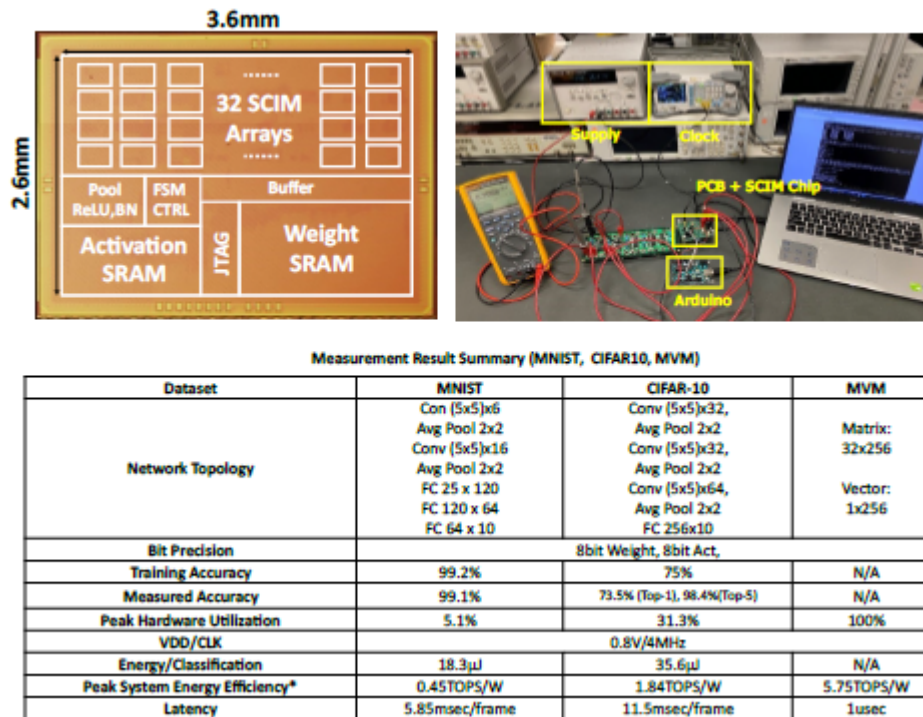 3.6mm
2.6mm
......
32 SCIM
Arrays
......
Pool
ReLU,BN
FSM
CTRL
Buffer
Activation
SRAM
JTAG
Weight
SRAM
Supply
Clock
PCB + SCIM Chip
Arduino
Measurement Result Summary (MNIST, CIFAR10, MVM)
Dataset MNIST CIFAR-10 MVM
Network Topology
Con (5x5)x6
Avg Pool 2x2
Conv (5x5)x16
Avg Pool 2x2
FC 25 x 120
FC 120 x 64
FC 64 x 10
Conv (5x5)x32,
Avg Pool 2x2
Conv (5x5)x32,
Avg Pool 2x2
Conv (5x5)x64,
Avg Pool 2x2
FC 256x10
Matrix:
32x256
Vector:
1x256
Bit Precision 8bit Weight, 8bit Act,
Training Accuracy 99.2% 75% N/A
Measured Accuracy 99.1% 73.5% (Top-1), 98.4%(Top-5) N/A
Peak Hardware Utilization 5.1% 31.3% 100%
VDD/CLK 0.8V/4MHz
Energy/Classification 18.3μJ 35.6μJ N/A
Peak System Energy Efficiency* 0.45TOPS/W 1.84TOPS/W 5.75TOPS/W
Latency 5.85msec/frame 11.5msec/frame 1usec